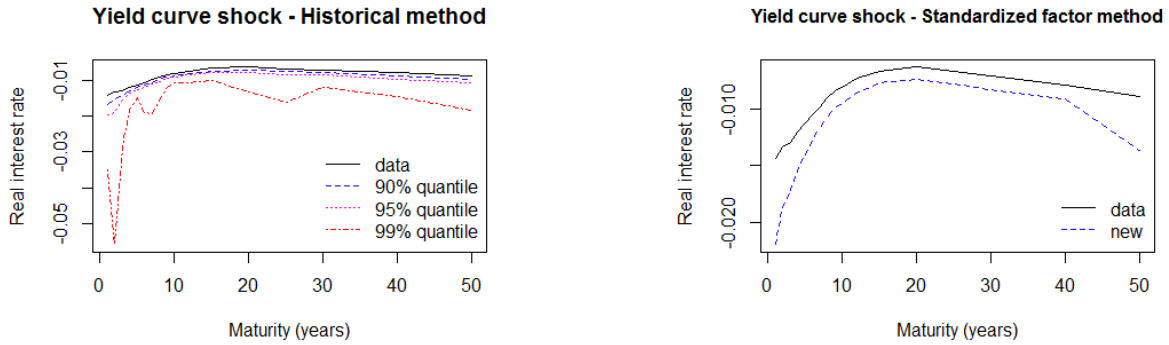 Yield curve shock - Historical method
Real interest rate
-0.01
-0.03
-0.05
data
90% quantile
95% quantile
99% quantile
0 10 20 30 40 50
Maturity (years)
Yield curve shock - Standardized factor method
Real interest rate
-0.010
-0.020
data
new
0 10 20 30 40 50
Maturity (years)